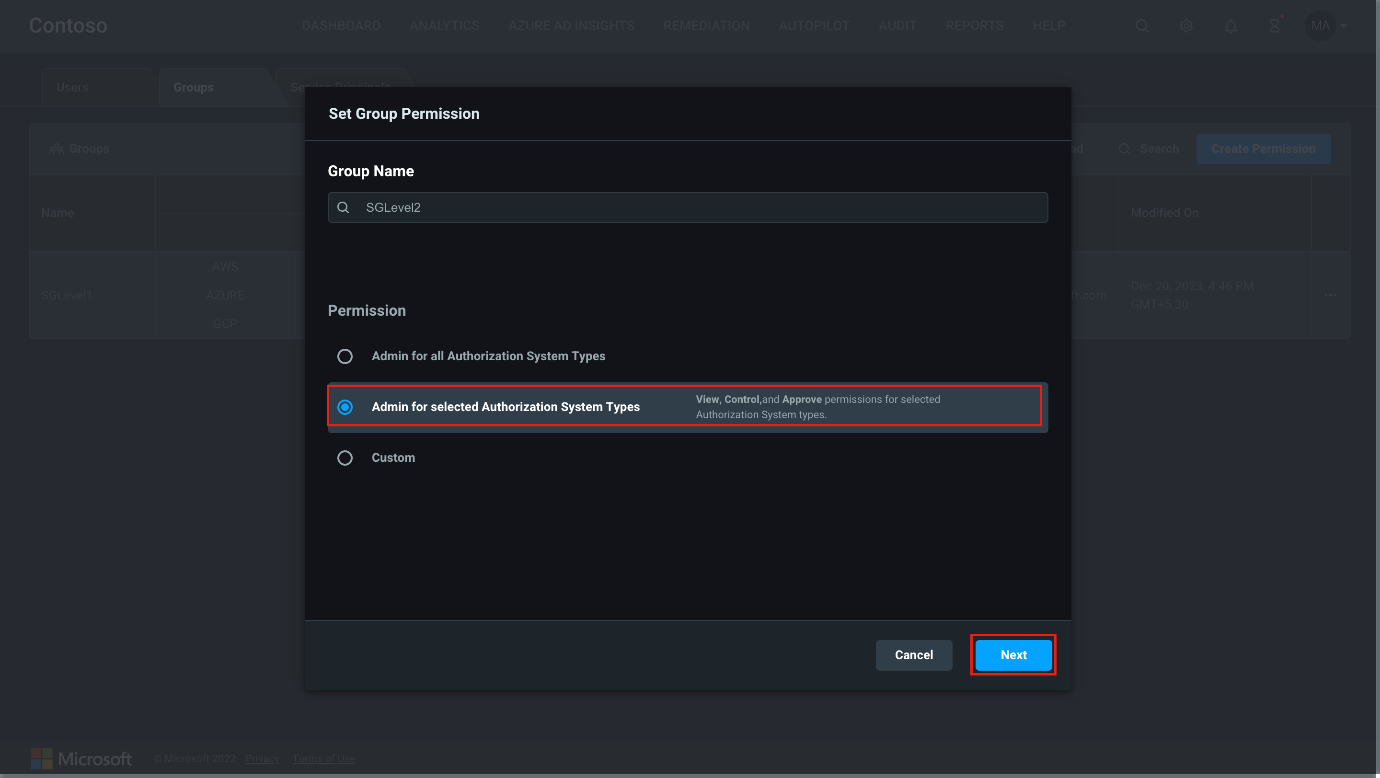 Contoso
DASHBOARD ANALYTICS AZURE AD INSIGHTS REMEDIATION AUTOPILOT AUDIT REPORTS HELP MA
Users Groups
Set Group Permission
Groups Search Create Permission
Group Name
SGLevel2
Name Modified On
AWS
SGLevel1 AZURE Dec 20, 2023, 4:46 PM
GMT+5:30
GCP
Permission
Admin for all Authorization System Types
Admin for selected Authorization System Types
View, Control,and Approve permissions for selected
Authorization System types.
Custom
Cancel Next
Microsoft © Microsoft 2022 Privacy Terms of Use